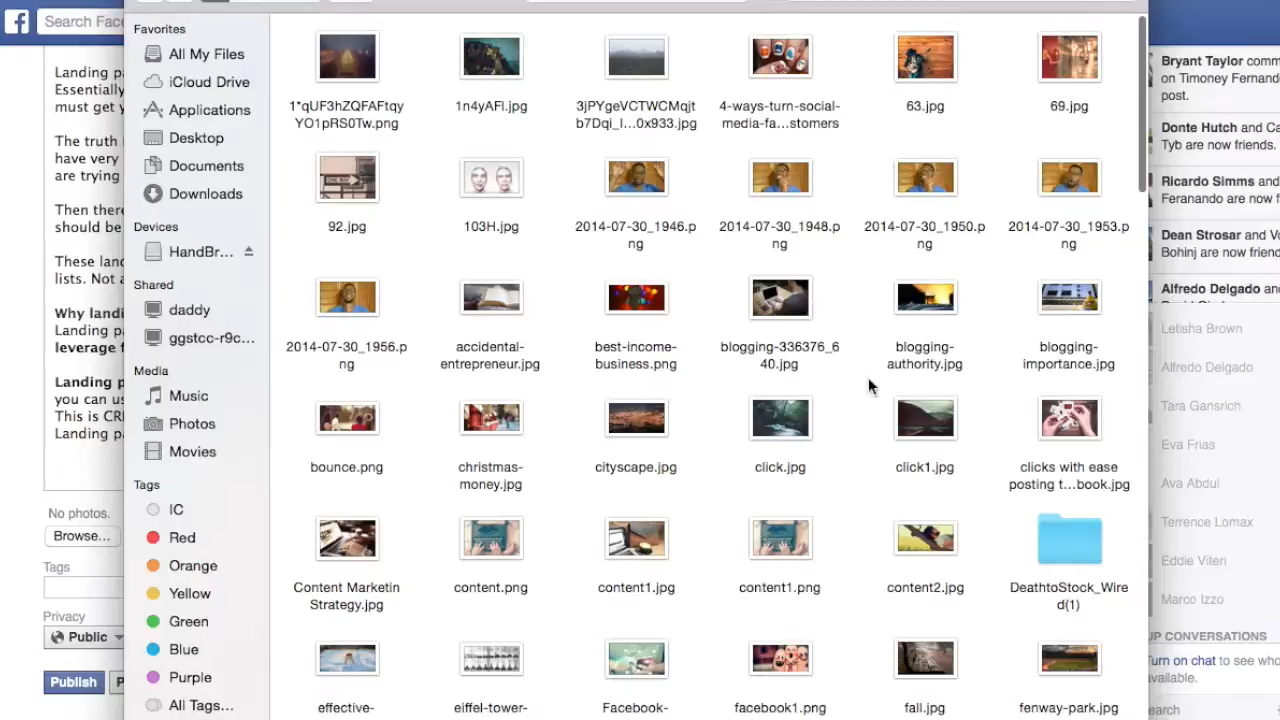 Search Fac
Landing pa
Essentially
must get y
The truth i
have very
are trying
Then there
should be
These land
lists. Not a
Why landi
Landing pa
leverage f
Landing p
you can us
This is CRI
Landing pa
No photos.
Browse...
Tags
Privacy
Public
Publish
P
Favorites
All My Files
iCloud Drive
Applications
Desktop
Documents
Downloads
Devices
HandBr...
Shared
daddy
ggstcc-r9c...
Media
Music
Photos
Movies
Tags
IC
Red
Orange
Yellow
Green
Blue
Purple
All Tags...
1*qUF3hZQFAFtqy
YO1pRS0Tw.png
1n4yAFI.jpg
3jPYgeVCTWCMqjt
b7Dqi_I...0x933.jpg
4-ways-turn-social-
media-fa...stomers
63.jpg
69.jpg
92.jpg
103H.jpg
2014-07-30_1946.p
ng
2014-07-30_1948.p
ng
2014-07-30_1950.p
ng
2014-07-30_1953.p
ng
2014-07-30_1956.p
ng
accidental-
entrepreneur.jpg
best-income-
business.png
blogging-336376_6
40.jpg
blogging-
authority.jpg
blogging-
importance.jpg
bounce.png
christmas-
money.jpg
cityscape.jpg
click.jpg
click1.jpg
clicks with ease
posting t...book.jpg
Content Marketin
Strategy.jpg
content.png
content1.jpg
content1.png
content2.jpg
DeathtoStock_Wire
d(1)
effective-
eiffel-tower-
Facebook-
facebook1.png
fall.jpg
fenway-park.jpg
Bryant Taylor comm
on Timoney Fernando
post.
Donte Hutch and Ca
Tyb are now friends.
Ricardo Simms and
Feranando are now f
Dean Strosar and Vo
Bohinj are now friend
Alfredo Delgado and
Letisha Brown
Alfredo Delgado
Tara Gansrich
Eva Frias
Ava Abdul
Terrence Lomax
Eddie Viteri
Marco Izzo
UP CONVERSATIONS
Turn on chat to see who
available.
earch